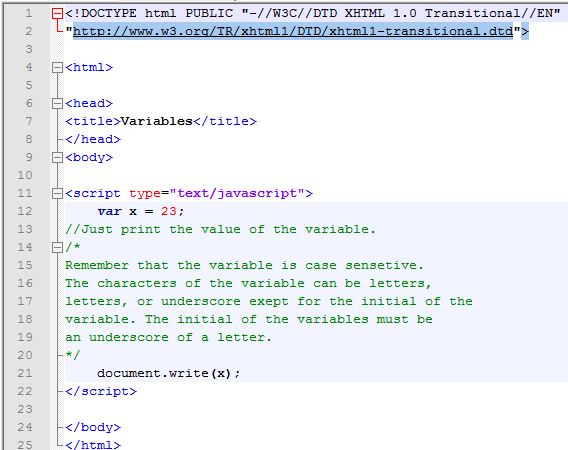 1 <!DOCTYPE html PUBLIC "-//W3C//DTD XHTML 1.0 Transitional//EN"
2 "http://www.w3.org/TR/xhtml1/DTD/xhtml1-transitional.dtd">
3
4 <html>
5
6 <head>
7 <title>Variables</title>
8 </head>
9 <body>
10
11 <script type="text/javascript">
12     var x = 23;
13 //Just print the value of the variable.
14 /*
15 Remember that the variable is case sensetive.
16 The characters of the variable can be letters,
17 letters, or underscore exept for the initial of the
18 variable. The initial of the variables must be
19 an underscore of a letter.
20 */
21     document.write(x);
22 </script>
23
24 </body>
25 </html>